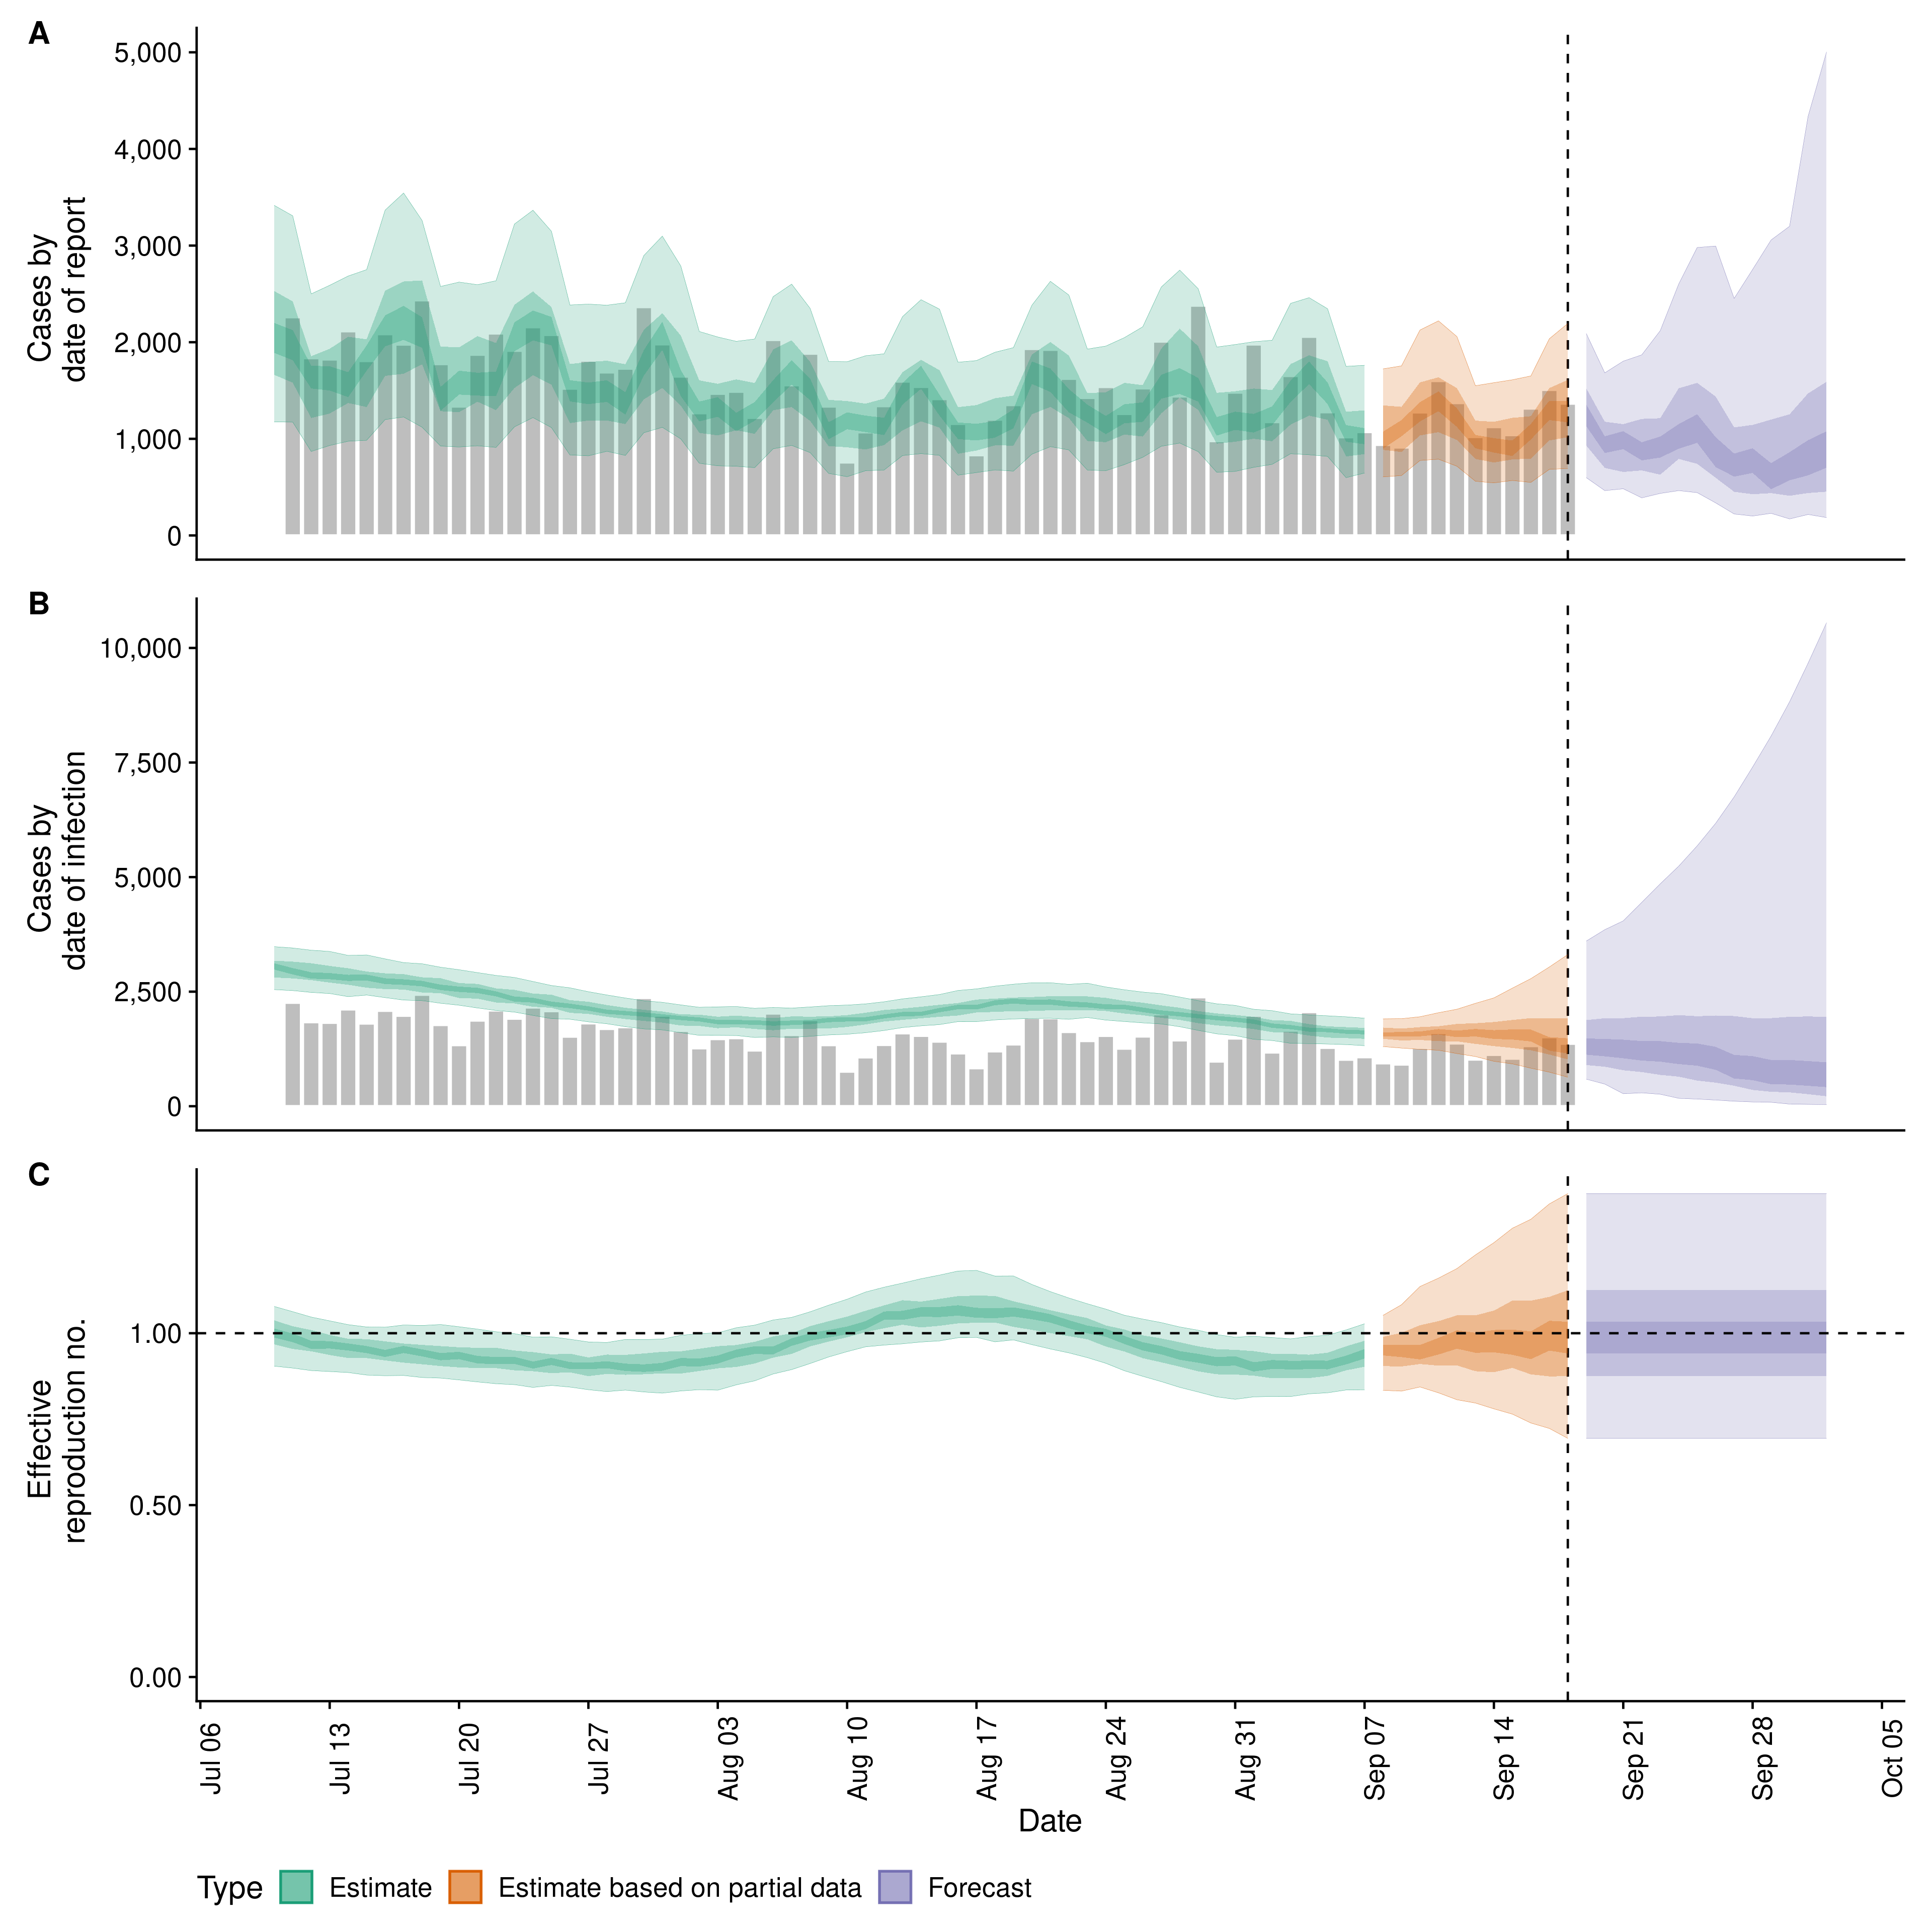 A
Cases by
date of report
5,000
4,000
3,000
2,000
1,000
0
B
Cases by
date of infection
10,000
7,500
5,000
2,500
0
C
Effective
reproduction no.
1.00
0.50
0.00
Jul 06
Jul 13
Jul 20
Jul 27
Aug 03
Aug 10
Aug 17
Aug 24
Aug 31
Sep 07
Sep 14
Sep 21
Sep 28
Oct 05
Date
Type
Estimate
Estimate based on partial data
Forecast